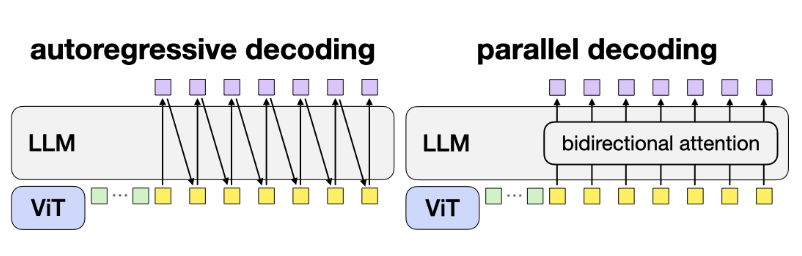 autoregressive decoding
LLM
ViT
...
parallel decoding
LLM
bidirectional attention
ViT
...